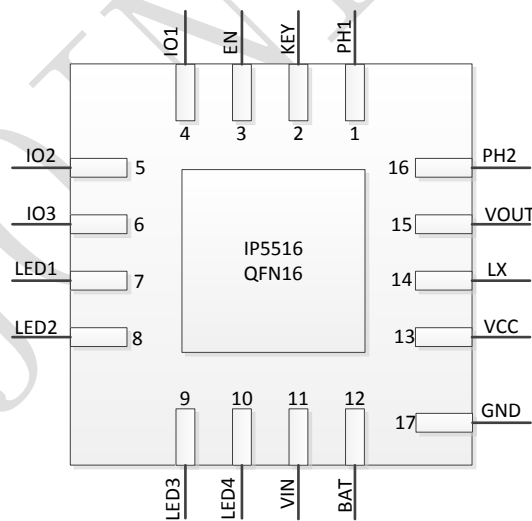 IO1
EN
KEY
PH1
4
3
2
1
IO2
5
16
PH2
IO3
6
15
VOUT
LED1
7
14
LX
LED2
8
13
VCC
IP5516
QFN16
9
10
11
12
17
GND
LED3
LED4
VIN
BAT